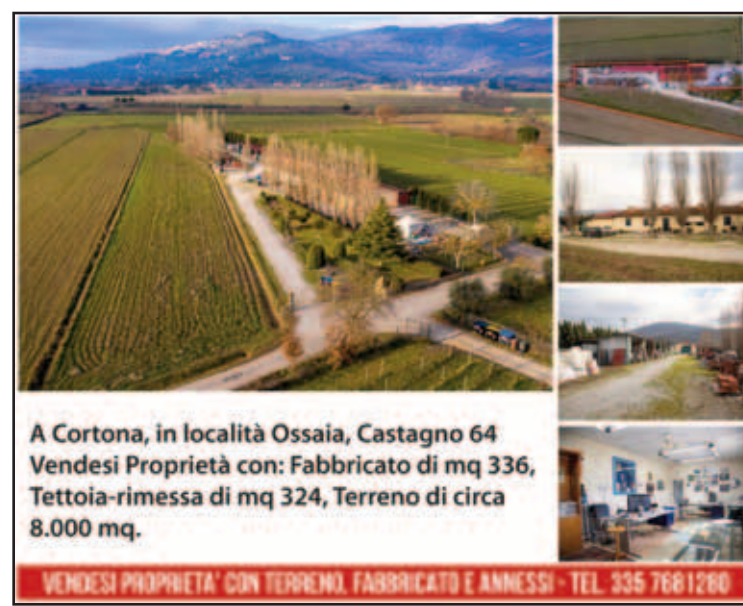 A Cortona, in località Ossaia, Castagno 64
Vendesi Proprietà con: Fabbricato di mq 336,
Tettoia-rimessa di mq 324, Terreno di circa
8.000 mq.
VENDESI PROPRIETA' CON TERRENO, FABBRICATO E ANNESSI - TEL. 335 7681280